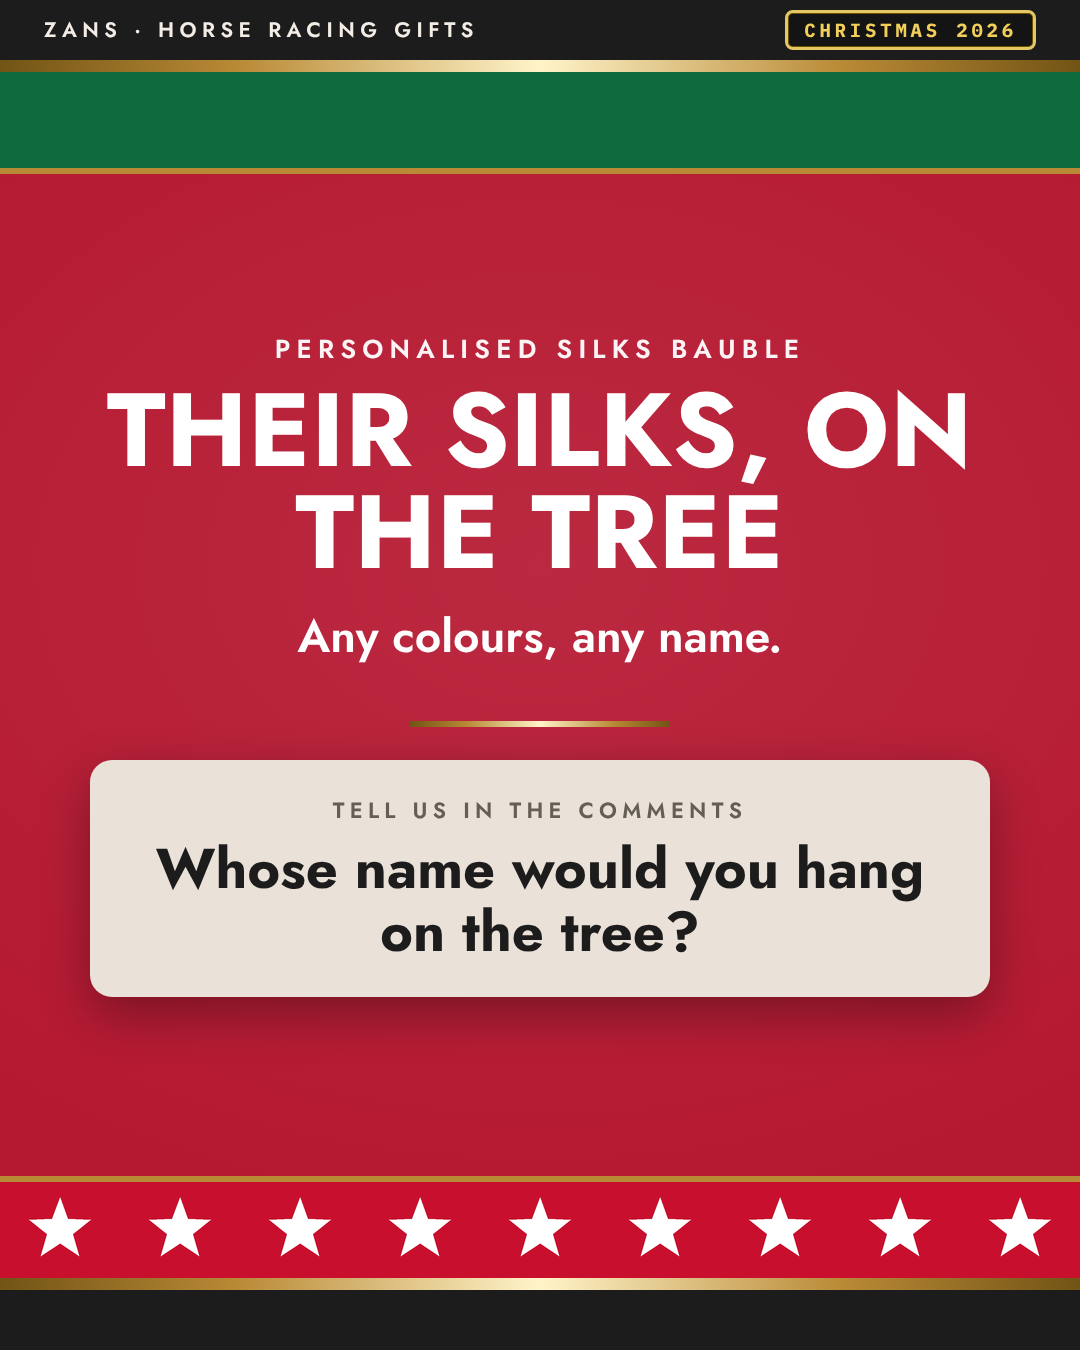 ZANS · HORSE RACING GIFTS
CHRISTMAS 2026
PERSONALISED SILKS BAUBLE
THEIR SILKS, ON
THE TREE
Any colours, any name.
TELL US IN THE COMMENTS
Whose name would you hang
on the tree?